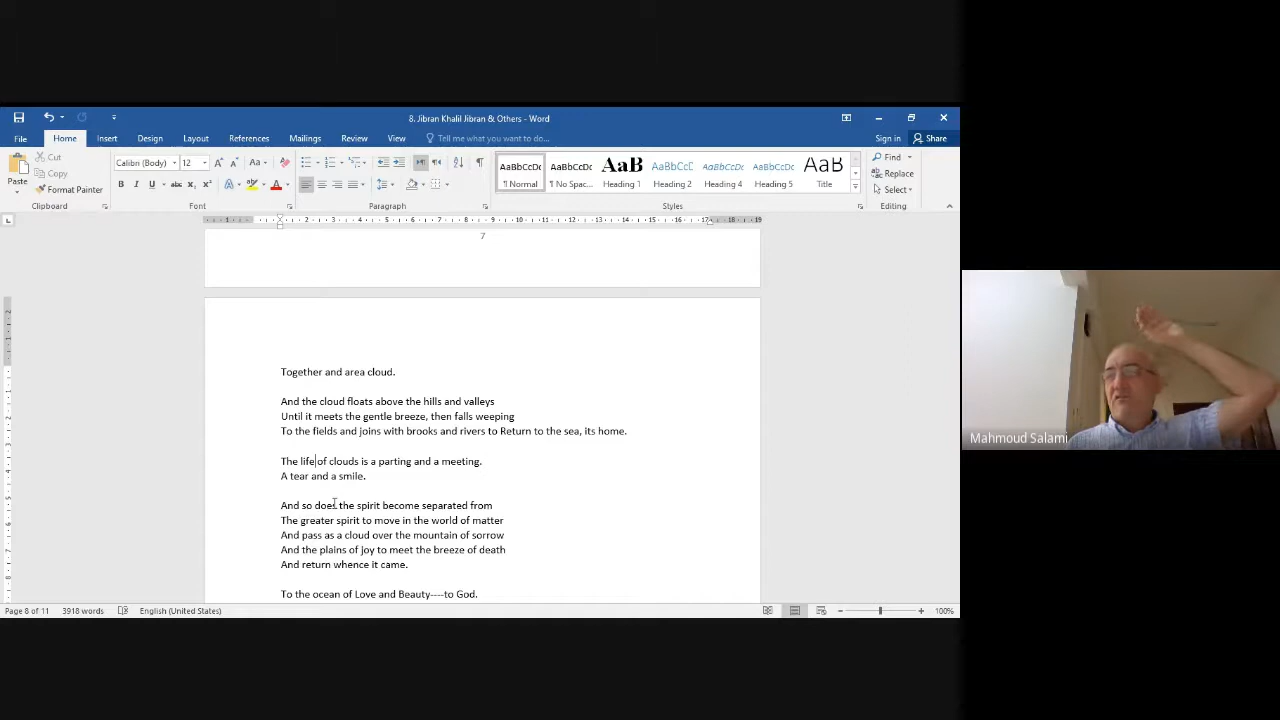 8. Jibran Khalil Jibran & Others - Word
File Home Insert Design Layout References Mailings Review View Tell me what you want to do... Sign in Share
Paste Cut Copy Format Painter
Clipboard
Calibri (Body) 12
Font
Paragraph
AaBbCcDc AaBbCcDc AaB AaBbCcC AaBbCcDc AaBbCcDc AaB
¶ Normal ¶ No Spac... Heading 1 Heading 2 Heading 4 Heading 5 Title
Styles
Find Replace Select
Editing
7
Together and area cloud.
And the cloud floats above the hills and valleys
Until it meets the gentle breeze, then falls weeping
To the fields and joins with brooks and rivers to Return to the sea, its home.
The life of clouds is a parting and a meeting.
A tear and a smile.
And so does the spirit become separated from
The greater spirit to move in the world of matter
And pass as a cloud over the mountain of sorrow
And the plains of joy to meet the breeze of death
And return whence it came.
To the ocean of Love and Beauty----to God.
Page 8 of 11 3918 words English (United States) 100%
Mahmoud Salami